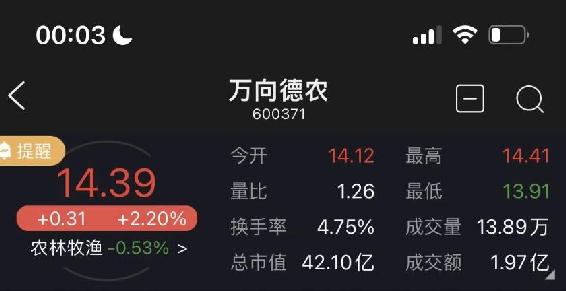 00:03
万向德农
600371
提醒
14.39
+0.31 +2.20%
农林牧渔 -0.53% >
今开 14.12 最高 14.41
量比 1.26 最低 13.91
换手率 4.75% 成交量 13.89万
总市值 42.10亿 成交额 1.97亿